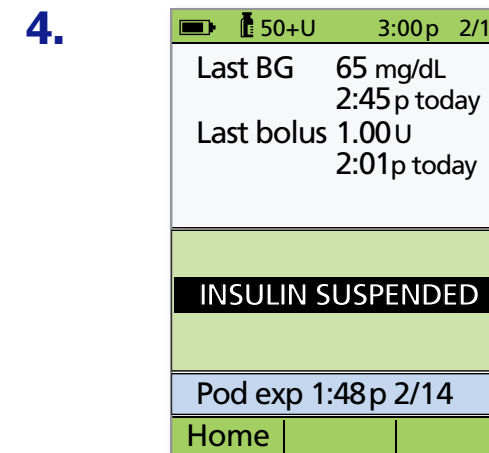 4.
50+U 3:00p 2/1
Last BG 65 mg/dL
2:45p today
Last bolus 1.00U
2:01p today
INSULIN SUSPENDED
Pod exp 1:48p 2/14
Home